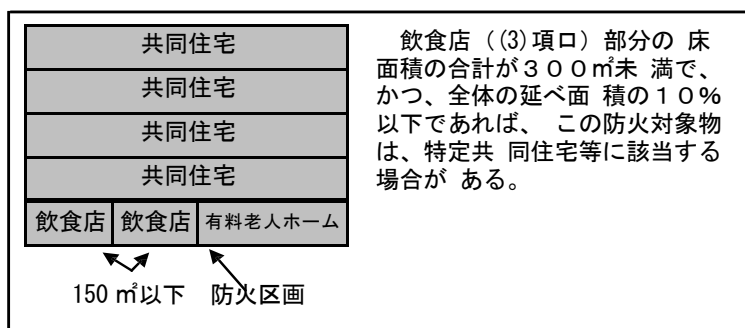 共同住宅
共同住宅
共同住宅
共同住宅
飲食店 飲食店 有料老人ホーム
150 ㎡以下 防火区画
飲食店（(3)項ロ）部分の 床
面積の合計が３００㎡未 満で、
かつ、全体の延べ面 積の１０％
以下であれば、 この防火対象物
は、特定共 同住宅等に該当する
場合が ある。